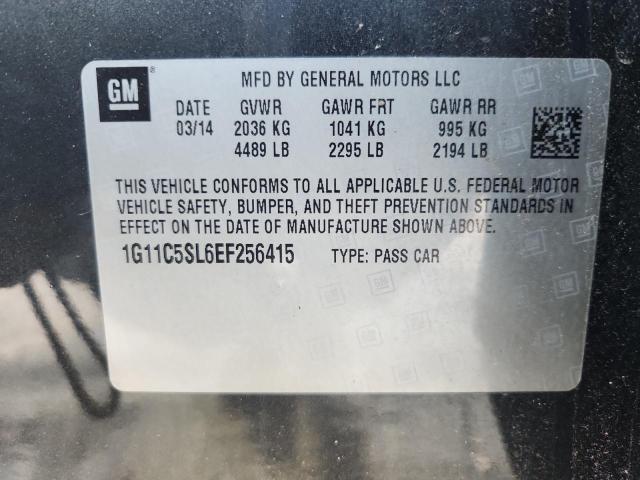 GM ®
MFD BY GENERAL MOTORS LLC
DATE GVWR GAWR FRT GAWR RR
03/14 2036 KG 1041 KG 995 KG
4489 LB 2295 LB 2194 LB
THIS VEHICLE CONFORMS TO ALL APPLICABLE U.S. FEDERAL MOTOR
VEHICLE SAFETY, BUMPER, AND THEFT PREVENTION STANDARDS IN
EFFECT ON THE DATE OF MANUFACTURE SHOWN ABOVE.
1G11C5SL6EF256415 TYPE: PASS CAR